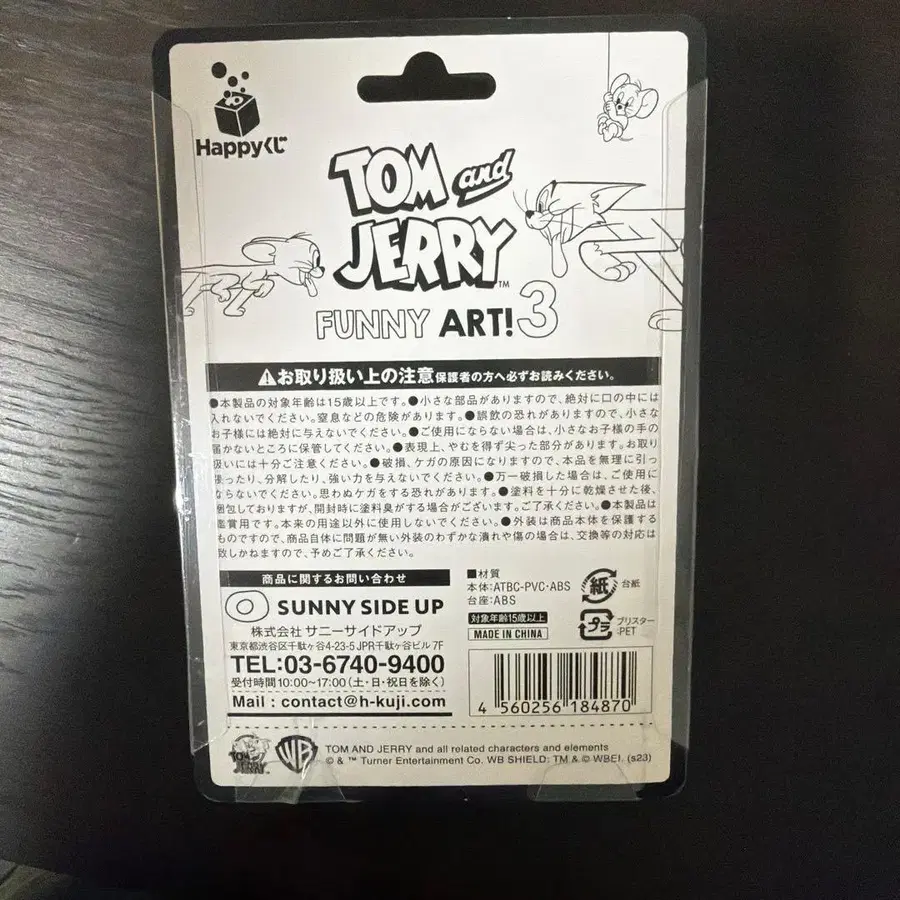 Happyくじ
TOM and
JERRY™
FUNNY ART! 3
お取り扱い上の注意 保護者の方へ必ずお読みください。
●本製品の対象年齢は15歳以上です。●小さな部品がありますので、絶対に口の中には
入れないでください。窒息などの危険があります。●誤飲の恐れがありますので、小さな
お子様には絶対に与えないでください。●ご使用にならない場合は、小さなお子様の手の
届かないところに保管してください。●表現上、やむを得ず尖った部分があります。お取り
扱いには十分ご注意ください。●破損、ケガの原因になりますので、本品を無理に引っ
張ったり、分解したり、強い力を与えないでください。●万一破損した場合は、ご使用に
ならないでください。思わぬケガをする恐れがあります。●塗料を十分に乾燥させた後、
梱包しておりますが、開封時に塗料臭がする場合がございます。ご了承ください。●本製品は
鑑賞用です。本来の用途以外に使用しないでください。●外装は商品本体を保護する
ものですので、商品自体に問題が無い外装のわずかな潰れや傷の場合は、交換等の対応は
致しかねますので、予めご了承ください。
商品に関するお問い合わせ
SUNNY SIDE UP
株式会社 サニーサイドアップ
東京都渋谷区千駄ヶ谷4-23-5 JPR千駄ヶ谷ビル 7F
TEL:03-6740-9400
受付時間10:00~17:00(土・日・祝日を除く)
Mail : contact@h-kuji.com
■材質
本体:ATBC-PVC・ABS
台座:ABS
対象年齢15歳以上
MADE IN CHINA
紙 台紙
プラ ブリスター
:PET
4 560256 184870
TOM and JERRY
WB
TOM AND JERRY and all related characters and elements
© & ™ Turner Entertainment Co. WB SHIELD: TM & © WBEI. (s23)